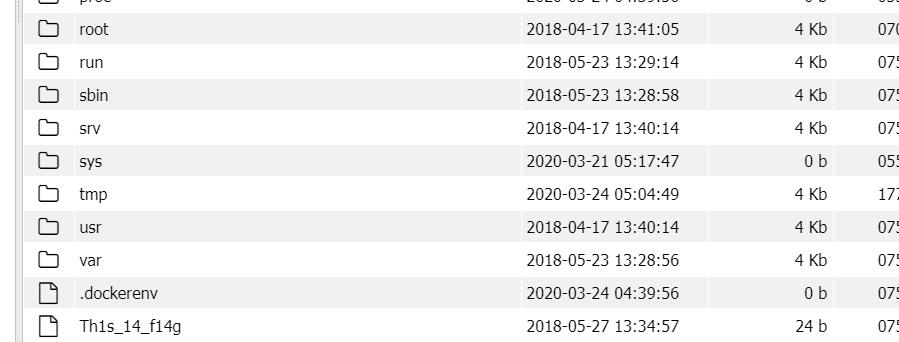 root 2018-04-17 13:41:05 4 Kb 070
run 2018-05-23 13:29:14 4 Kb 075
sbin 2018-05-23 13:28:58 4 Kb 075
srv 2018-04-17 13:40:14 4 Kb 075
sys 2020-03-21 05:17:47 0 b 055
tmp 2020-03-24 05:04:49 4 Kb 177
usr 2018-04-17 13:40:14 4 Kb 075
var 2018-05-23 13:28:56 4 Kb 075
.dockerenv 2020-03-24 04:39:56 0 b 075
Th1s_14_f14g 2018-05-27 13:34:57 24 b 075